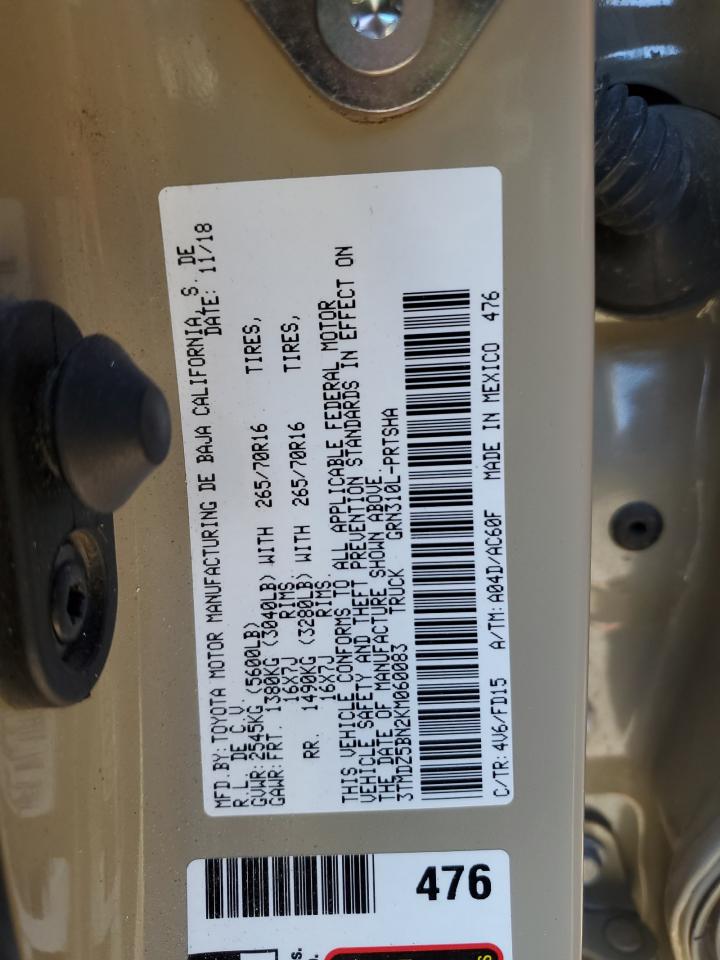 MFD.BY:TOYOTA MOTOR MANUFACTURING DE BAJA CALIFORNIA, S. DE
R.L. DE C.V. DATE: 11/18
GVWR:2545KG (5600LB)
GAWR:FRT. 1380KG (3040LB) WITH 265/70R16 TIRES,
16X7J RIMS
RR. 1490KG (3280LB) WITH 265/70R16 TIRES,
16X7J RIMS
THIS VEHICLE CONFORMS TO ALL APPLICABLE FEDERAL MOTOR
VEHICLE SAFETY AND THEFT PREVENTION STANDARDS IN EFFECT ON
THE DATE OF MANUFACTURE SHOWN ABOVE.
3TMDZ5BN2KM060083 TRUCK GRN310L-PRTSHA
C/TR:4V6/FD15 A/TM:A04D/AC60F MADE IN MEXICO 476
476